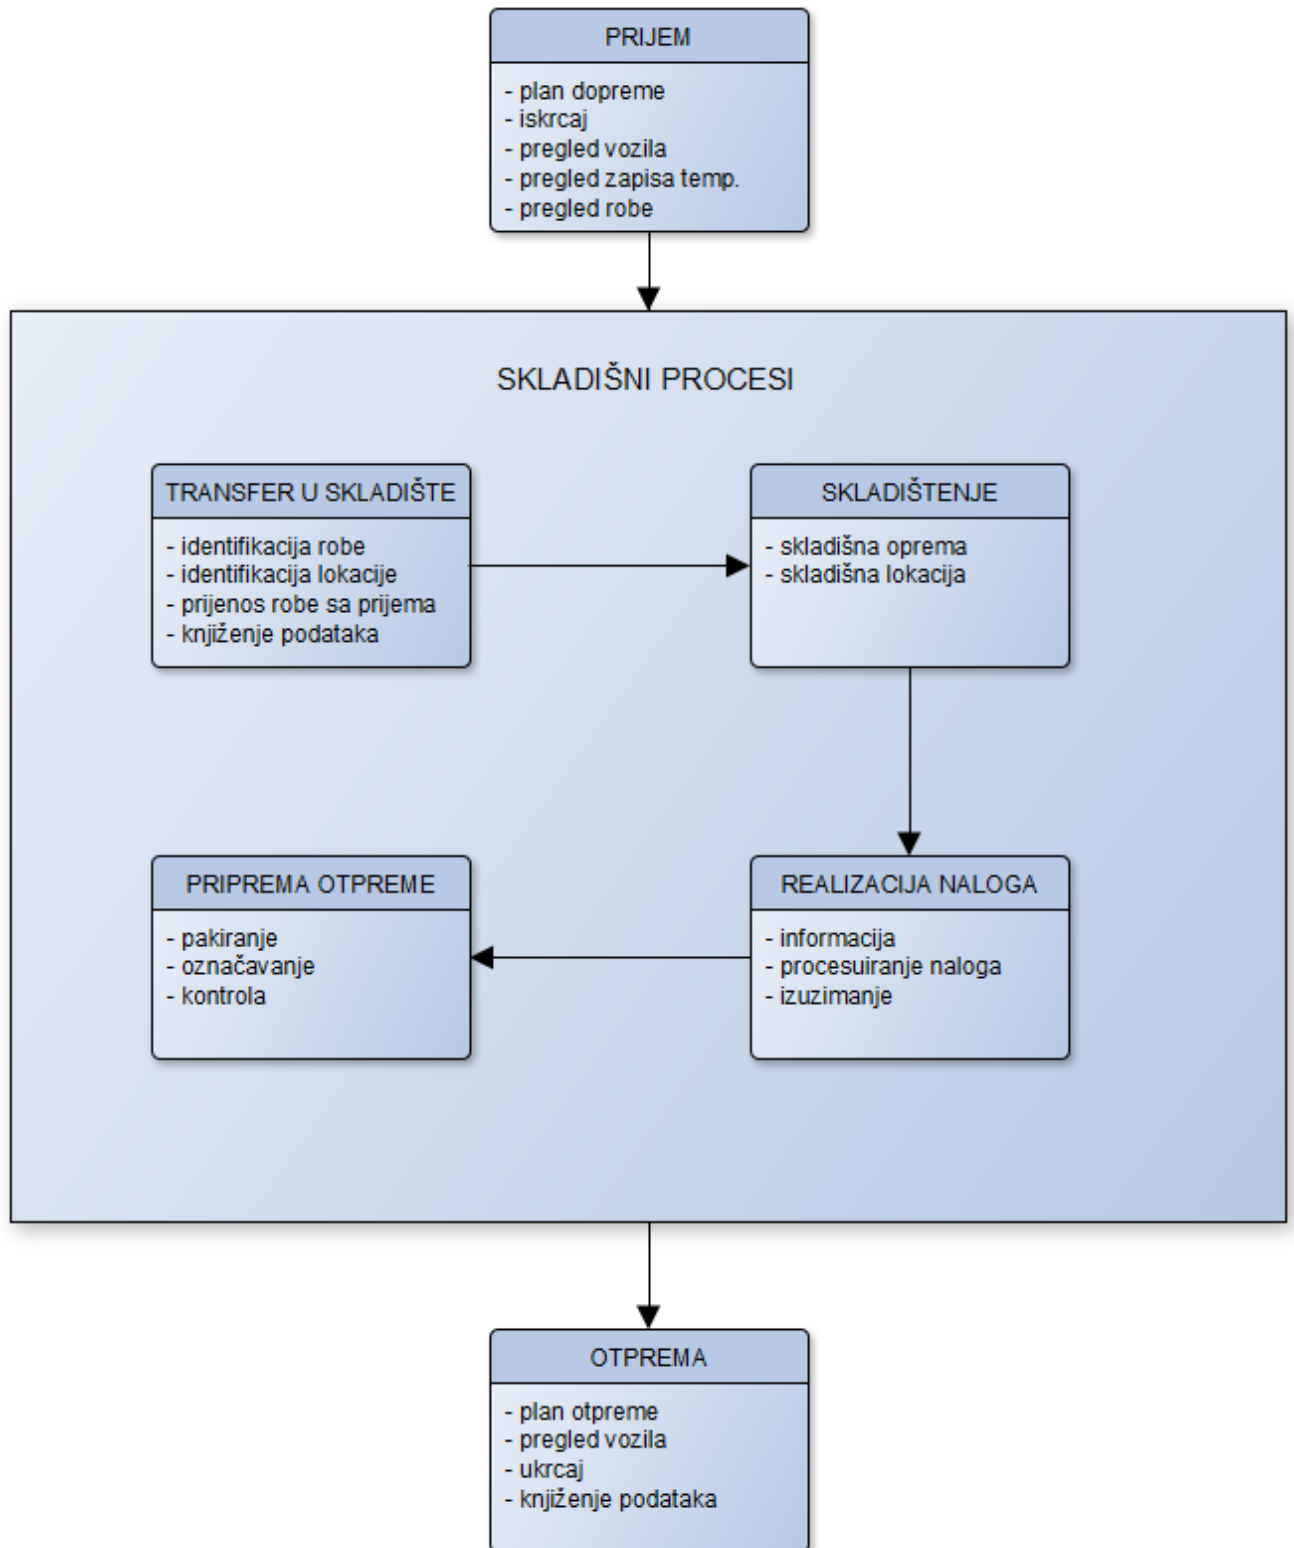 PRIJEM
- plan dopreme
- iskrcaj
- pregled vozila
- pregled zapisa temp.
- pregled robe
SKLADIŠNI PROCESI
TRANSFER U SKLADIŠTE
- identifikacija robe
- identifikacija lokacije
- prijenos robe sa prijema
- knjiženje podataka
SKLADIŠTENJE
- skladišna oprema
- skladišna lokacija
REALIZACIJA NALOGA
- informacija
- procesuiranje naloga
- izuzimanje
PRIPREMA OTPREME
- pakiranje
- označavanje
- kontrola
OTPREMA
- plan otpreme
- pregled vozila
- ukrcaj
- knjiženje podataka